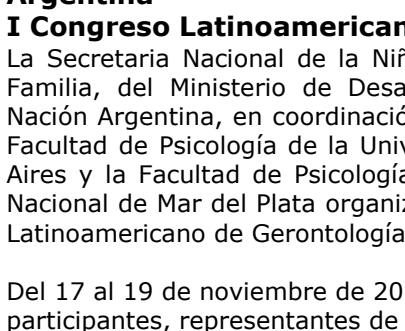 Argentina
I Congreso Latinoamerican
La Secretaria Nacional de la Niñ
Familia, del Ministerio de Desa
Nación Argentina, en coordinació
Facultad de Psicología de la Univ
Aires y la Facultad de Psicología
Nacional de Mar del Plata organiz
Latinoamericano de Gerontología
Del 17 al 19 de noviembre de 20
participantes, representantes de